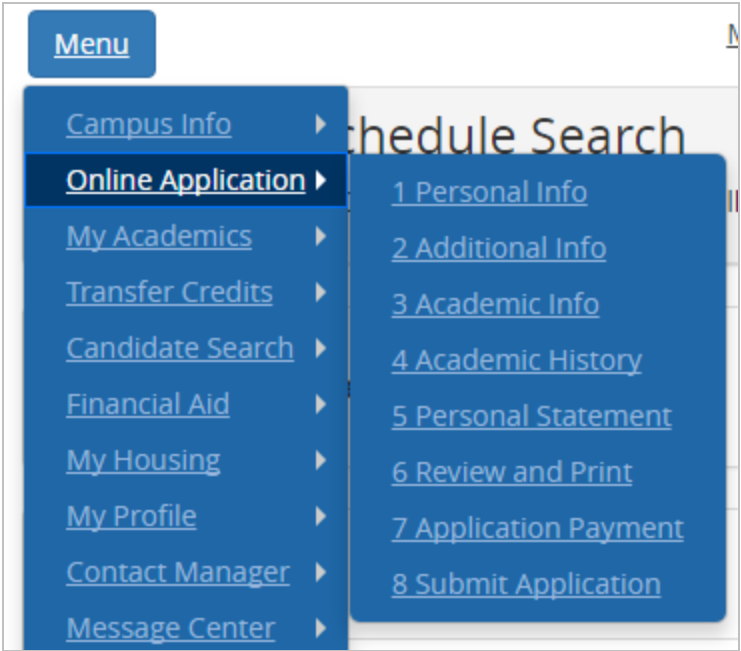 Menu
Campus Info
Online Application
My Academics
Transfer Credits
Candidate Search
Financial Aid
My Housing
My Profile
Contact Manager
Message Center
chedule Search
1 Personal Info
2 Additional Info
3 Academic Info
4 Academic History
5 Personal Statement
6 Review and Print
7 Application Payment
8 Submit Application